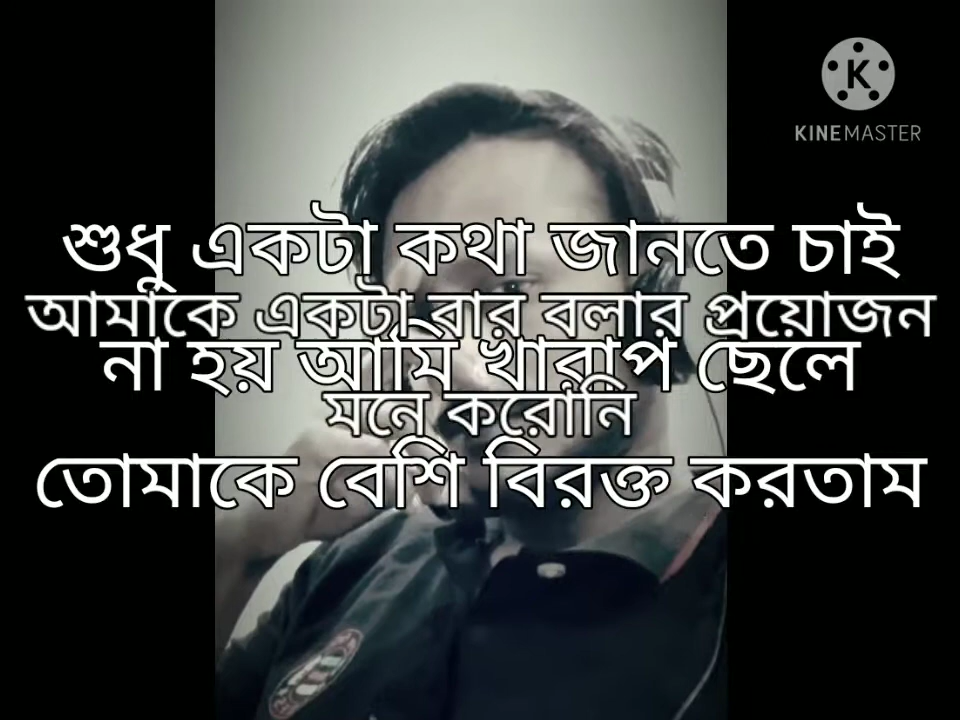 KINEMASTER
শুধু একটা কথা জানতে চাই
আমাকে একটা বার বলার প্রয়োজন
না হয় আমি খারাপ ছেলে
মনে করোনি
তোমাকে বেশি বিরক্ত করতাম